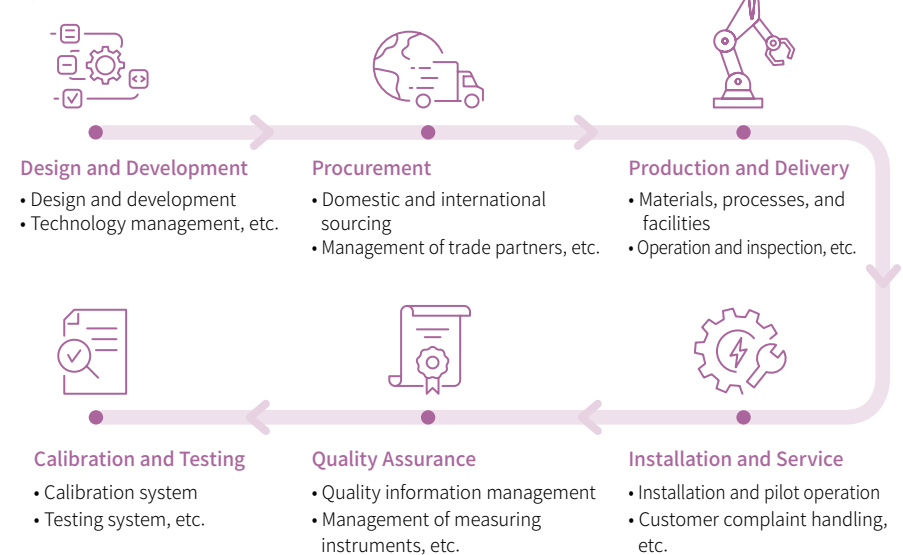 Design and Development
• Design and development
• Technology management, etc.
Procurement
• Domestic and international
sourcing
• Management of trade partners, etc.
Production and Delivery
• Materials, processes, and
facilities
• Operation and inspection, etc.
Calibration and Testing
• Calibration system
• Testing system, etc.
Quality Assurance
• Quality information management
• Management of measuring
instruments, etc.
Installation and Service
• Installation and pilot operation
• Customer complaint handling,
etc.